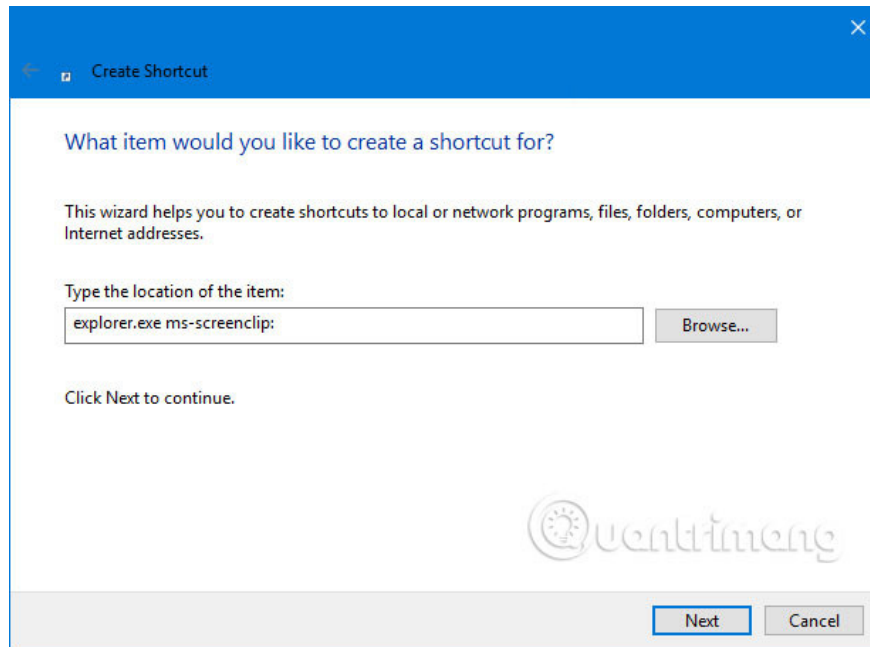 Create Shortcut
What item would you like to create a shortcut for?
This wizard helps you to create shortcuts to local or network programs, files, folders, computers, or
Internet addresses.
Type the location of the item:
explorer.exe ms-screenclip:
Browse...
Click Next to continue.
Quantrimang
Next
Cancel